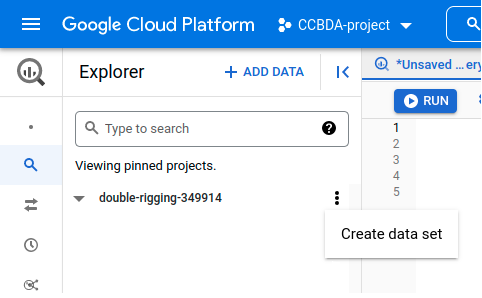 Google Cloud Platform
CCBDA-project
Explorer
+ ADD DATA
*Unsaved ...ery
RUN
Type to search
Viewing pinned projects.
double-rigging-349914
Create data set
1
2
3
4
5